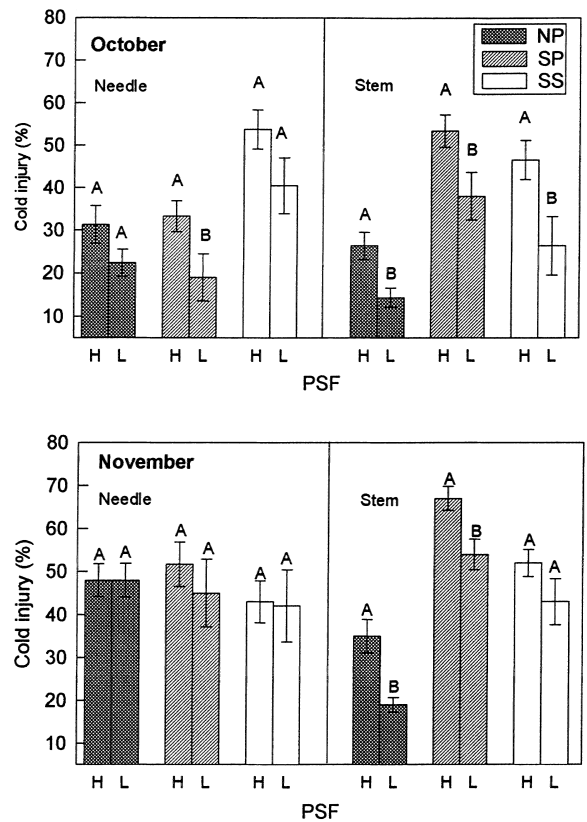 80
70
60
50
40
30
20
10
Cold injury (%)
October
Needle
Stem
NP
SP
SS
A
A
A
B
A
A
A
B
A
B
A
B
H L H L H L H L H L H L
PSF
80
70
60
50
40
30
20
10
Cold injury (%)
November
Needle
Stem
A
A
A
A
A
A
A
B
A
B
A
A
H L H L H L H L H L H L
PSF